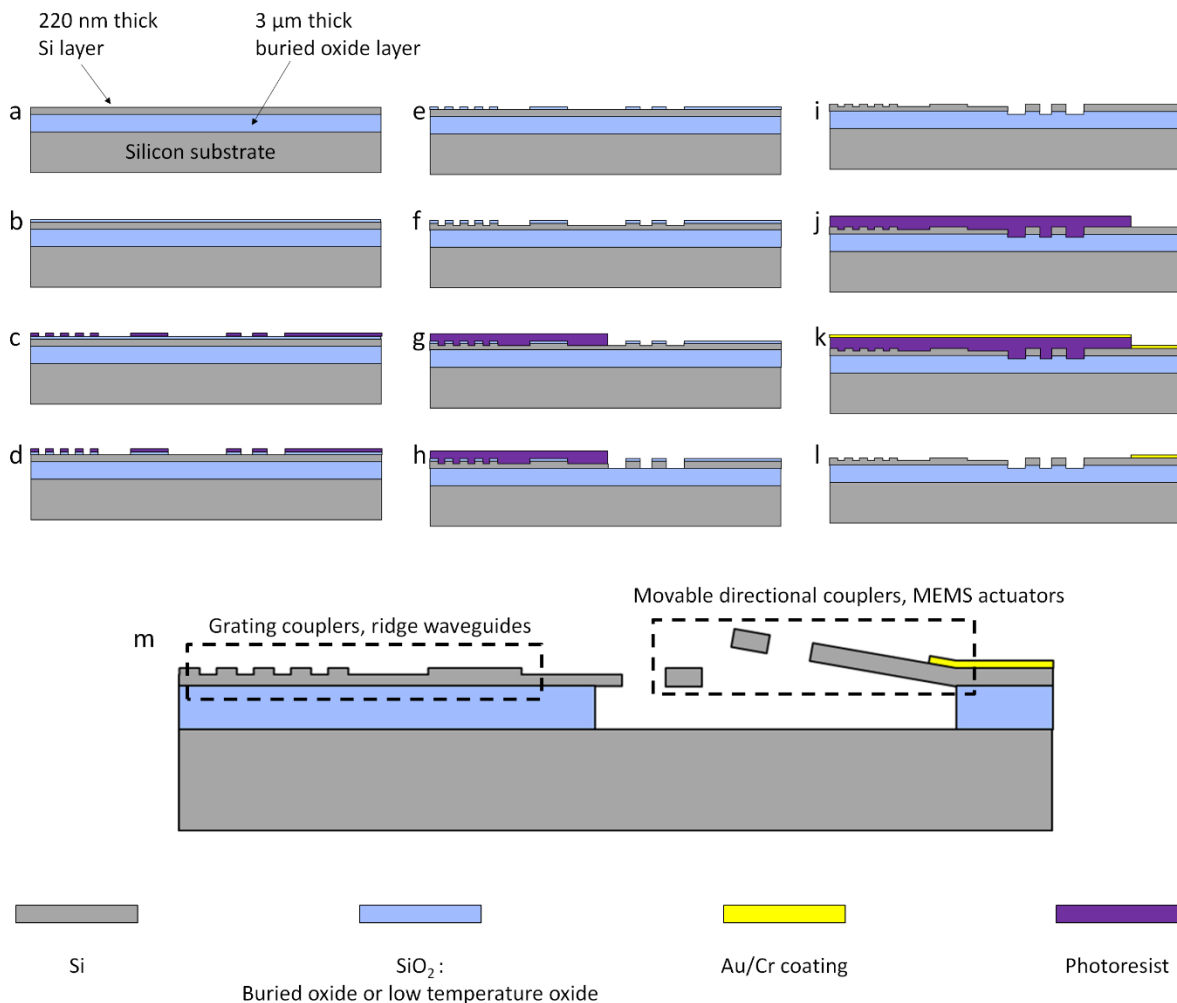 220 nm thick
Si layer
3 µm thick
buried oxide layer
a
Silicon substrate
b
c
d
e
f
g
h
i
j
k
l
m
Grating couplers, ridge waveguides
Movable directional couplers, MEMS actuators
Si
SiO₂ :
Buried oxide or low temperature oxide
Au/Cr coating
Photoresist